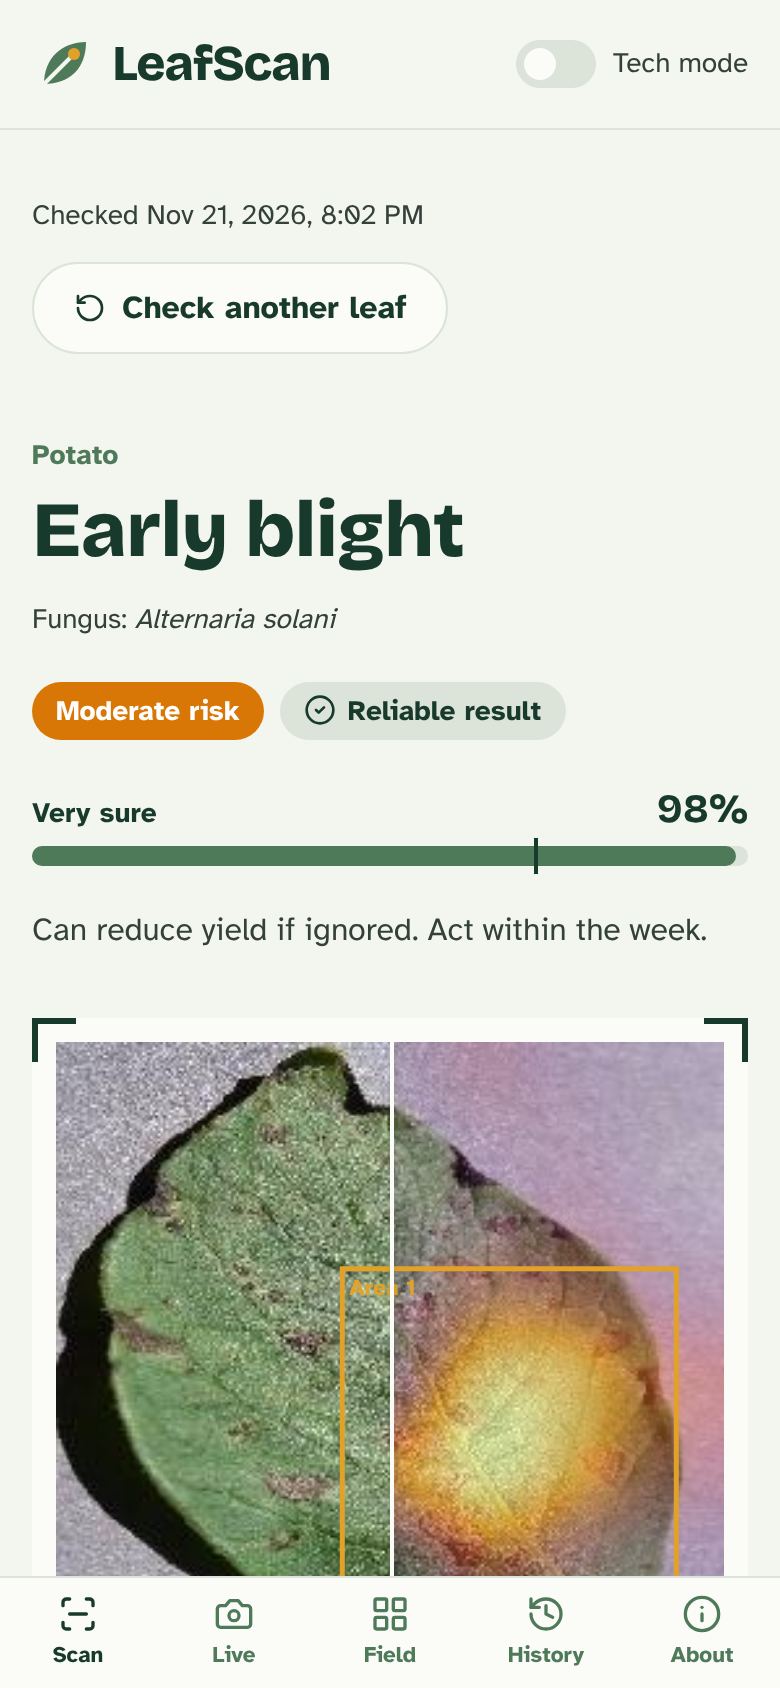 LeafScan
Tech mode
Checked Nov 21, 2026, 8:02 PM
Check another leaf
Potato
Early blight
Fungus: Alternaria solani
Moderate risk
Reliable result
Very sure
98%
Can reduce yield if ignored. Act within the week.
Area 1
Scan
Live
Field
History
About